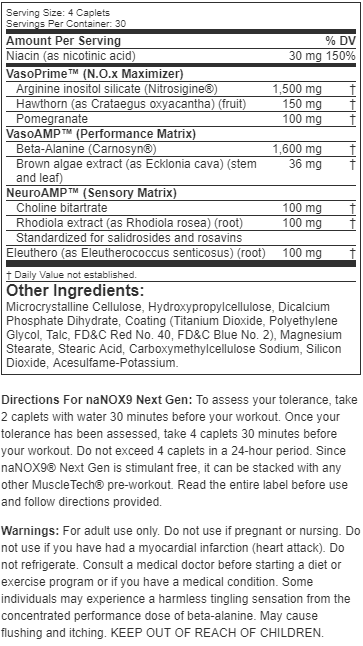 Serving Size: 4 Caplets
Servings Per Container: 30
Amount Per Serving % DV
Niacin (as nicotinic acid) 30 mg 150%
VasoPrime™ (N.O.x Maximizer)
Arginine inositol silicate (Nitrosigine®) 1,500 mg †
Hawthorn (as Crataegus oxyacantha) (fruit) 150 mg †
Pomegranate 100 mg †
VasoAMP™ (Performance Matrix)
Beta-Alanine (Carnosyn®) 1,600 mg †
Brown algae extract (as Ecklonia cava) (stem 36 mg †
and leaf)
NeuroAMP™ (Sensory Matrix)
Choline bitartrate 100 mg †
Rhodiola extract (as Rhodiola rosea) (root) 100 mg †
Standardized for salidrosides and rosavins
Eleuthero (as Eleutherococcus senticosus) (root) 100 mg †
† Daily Value not established.
Other Ingredients:
Microcrystalline Cellulose, Hydroxypropylcellulose, Dicalcium
Phosphate Dihydrate, Coating (Titanium Dioxide, Polyethylene
Glycol, Talc, FD&C Red No. 40, FD&C Blue No. 2), Magnesium
Stearate, Stearic Acid, Carboxymethylcellulose Sodium, Silicon
Dioxide, Acesulfame-Potassium.
Directions For naNOX9 Next Gen: To assess your tolerance, take
2 caplets with water 30 minutes before your workout. Once your
tolerance has been assessed, take 4 caplets 30 minutes before
your workout. Do not exceed 4 caplets in a 24-hour period. Since
naNOX9® Next Gen is stimulant free, it can be stacked with any
other MuscleTech® pre-workout. Read the entire label before use
and follow directions provided.
Warnings: For adult use only. Do not use if pregnant or nursing. Do
not use if you have had a myocardial infarction (heart attack). Do
not refrigerate. Consult a medical doctor before starting a diet or
exercise program or if you have a medical condition. Some
individuals may experience a harmless tingling sensation from the
concentrated performance dose of beta-alanine. May cause
flushing and itching. KEEP OUT OF REACH OF CHILDREN.